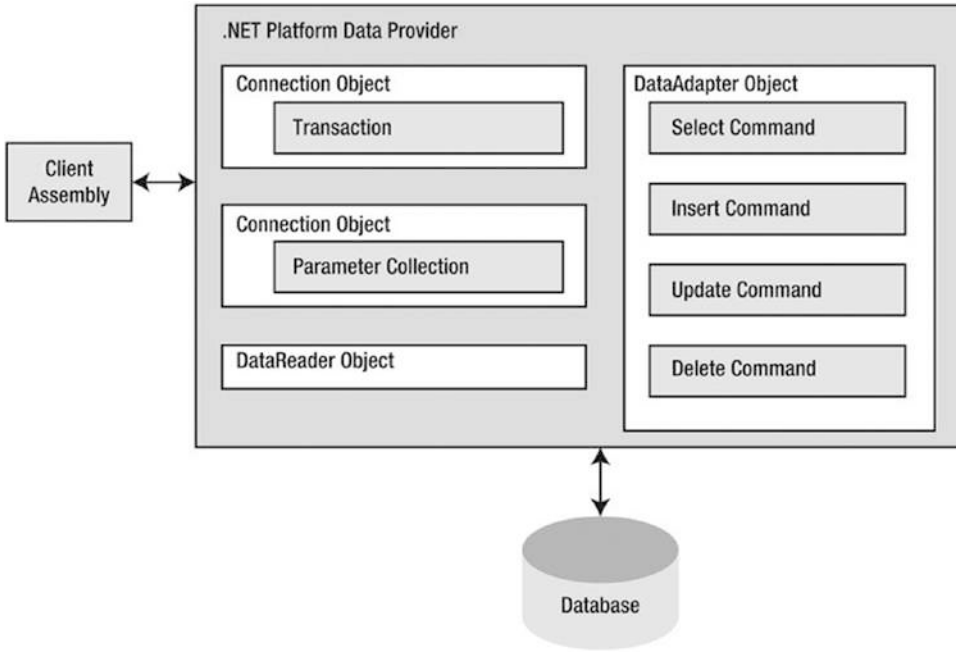 .NET Platform Data Provider
Connection Object
Transaction
Connection Object
Parameter Collection
DataReader Object
DataAdapter Object
Select Command
Insert Command
Update Command
Delete Command
Client
Assembly
Database